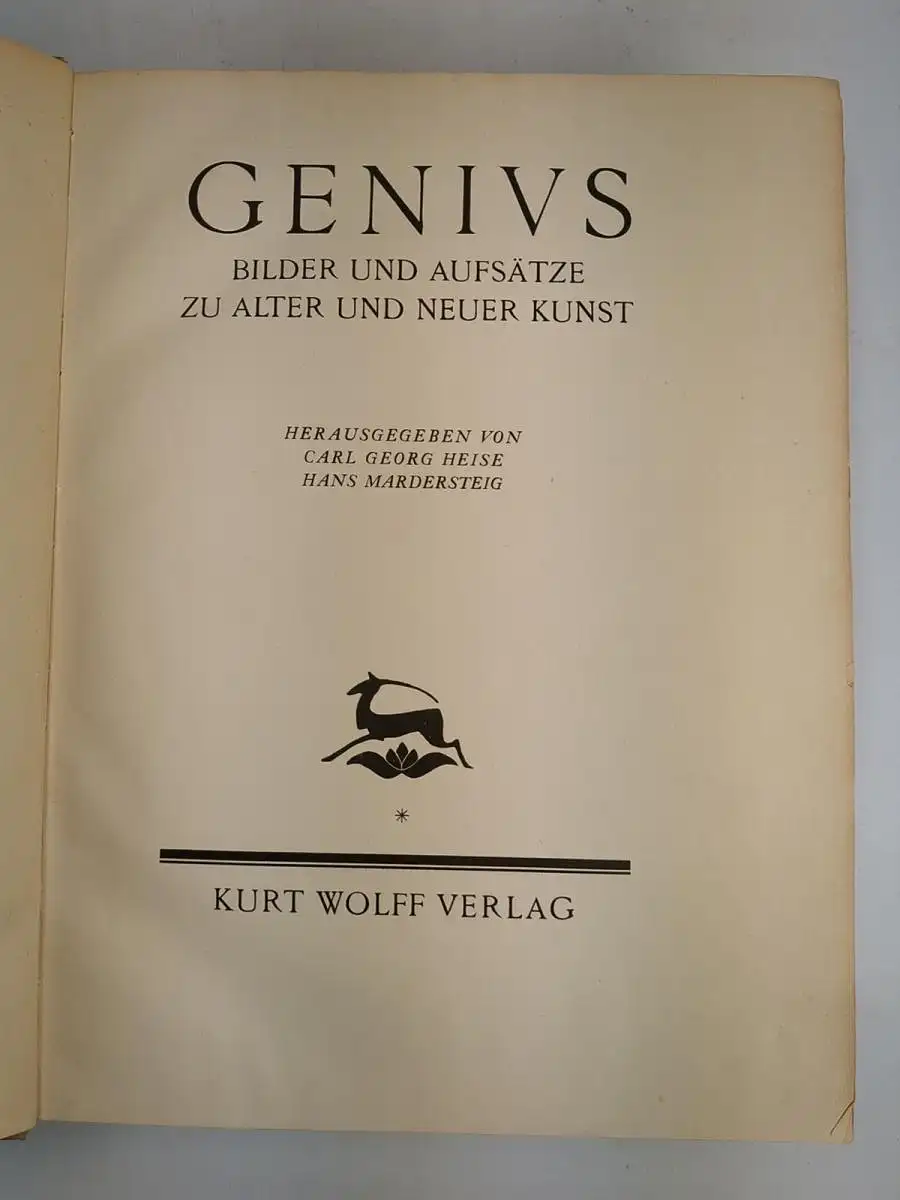 GENIVS
BILDER UND AUFSÄTZE
ZU ALTER UND NEUER KUNST
HERAUSGEGEBEN VON
CARL GEORG HEISE
HANS MARDERSTEIG
*
KURT WOLFF VERLAG